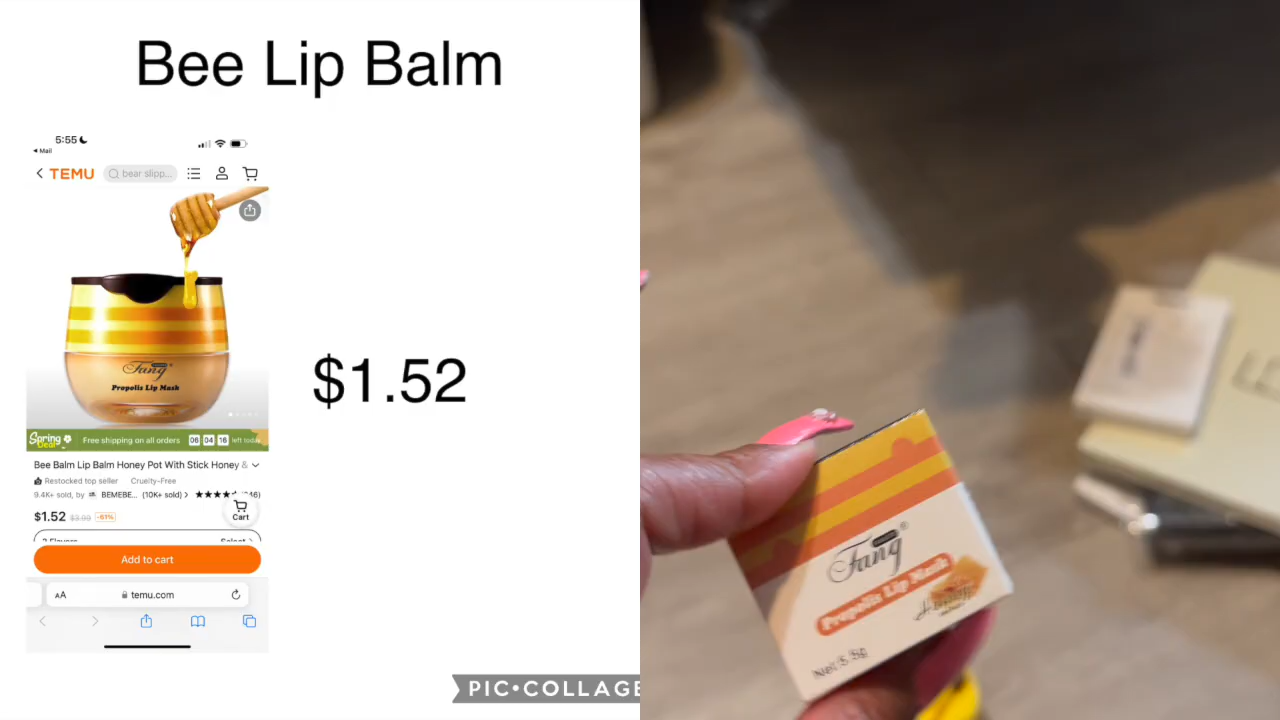 Bee Lip Balm
5:55
Mail
TEMU
bear slipp...
Fang
Propolis Lip Mask
Spring Deal
Free shipping on all orders 06 04 16 left today
Bee Balm Lip Balm Honey Pot With Stick Honey &
Restocked top seller Cruelty-Free
9.4K+ sold, by BEMEBE... (10K+ sold)
$1.52 $3.99 -61%
Cart
Select
Add to cart
AA temu.com
$1.52
PIC•COLLAGE
Fang®
Propolis Lip Mask
Net 5.5g